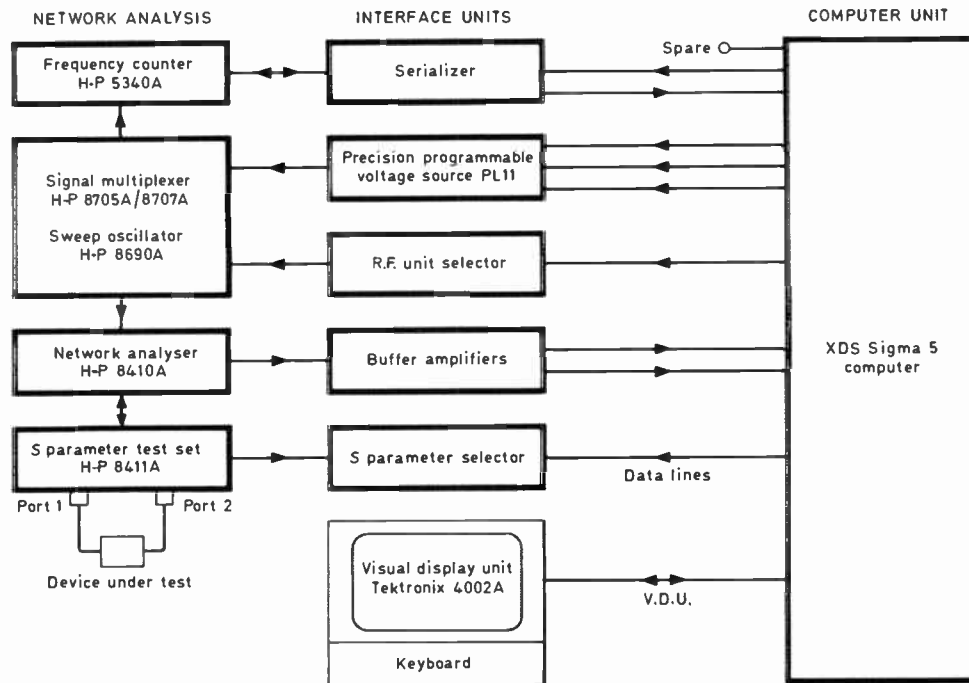 NETWORK ANALYSIS
INTERFACE UNITS
COMPUTER UNIT
Frequency counter
H-P 5340A
Serializer
Spare
Signal multiplexer
H-P 8705A/8707A
Sweep oscillator
H-P 8690A
Precision programmable
voltage source PL11
R.F. unit selector
Network analyser
H-P 8410A
Buffer amplifiers
XDS Sigma 5
computer
S parameter test set
H-P 8411A
S parameter selector
Data lines
Port 1
Port 2
Device under test
Visual display unit
Tektronix 4002A
V.D.U.
Keyboard